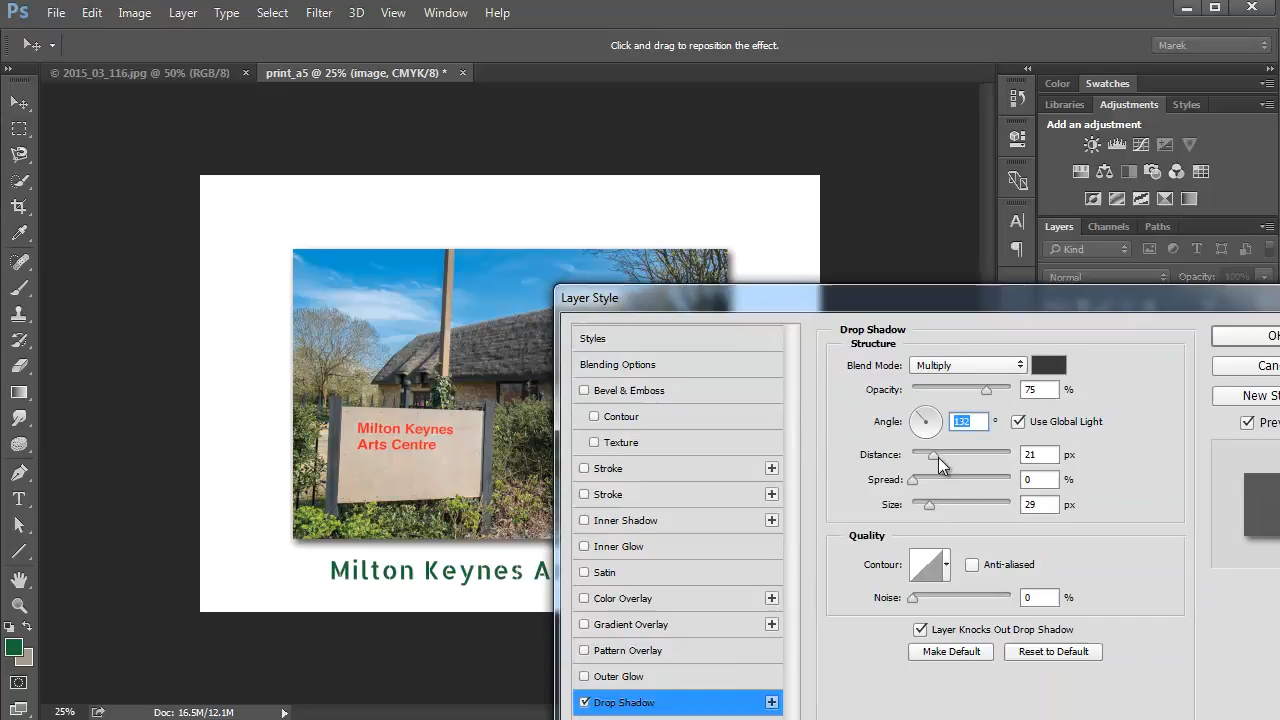 Ps File Edit Image Layer Type Select Filter 3D View Window Help
Click and drag to reposition the effect. Marek
© 2015_03_116.jpg @ 50% (RGB/8) × print_a5 @ 25% (image, CMYK/8) * ×
Color Swatches
Libraries Adjustments Styles
Add an adjustment
Layers Channels Paths
Kind
Normal Opacity: 100%
Milton Keynes
Arts Centre
Milton Keynes A
Layer Style
Styles
Blending Options
Bevel & Emboss
Contour
Texture
Stroke
Stroke
Inner Shadow
Inner Glow
Satin
Color Overlay
Gradient Overlay
Pattern Overlay
Outer Glow
Drop Shadow
Drop Shadow
Structure
Blend Mode: Multiply
Opacity: 75 %
Angle: 132 ° Use Global Light
Distance: 21 px
Spread: 0 %
Size: 29 px
Quality
Contour: Anti-aliased
Noise: 0 %
Layer Knocks Out Drop Shadow
Make Default Reset to Default
O
Canc
New St
Prev
25% Doc: 16.5M/12.1M